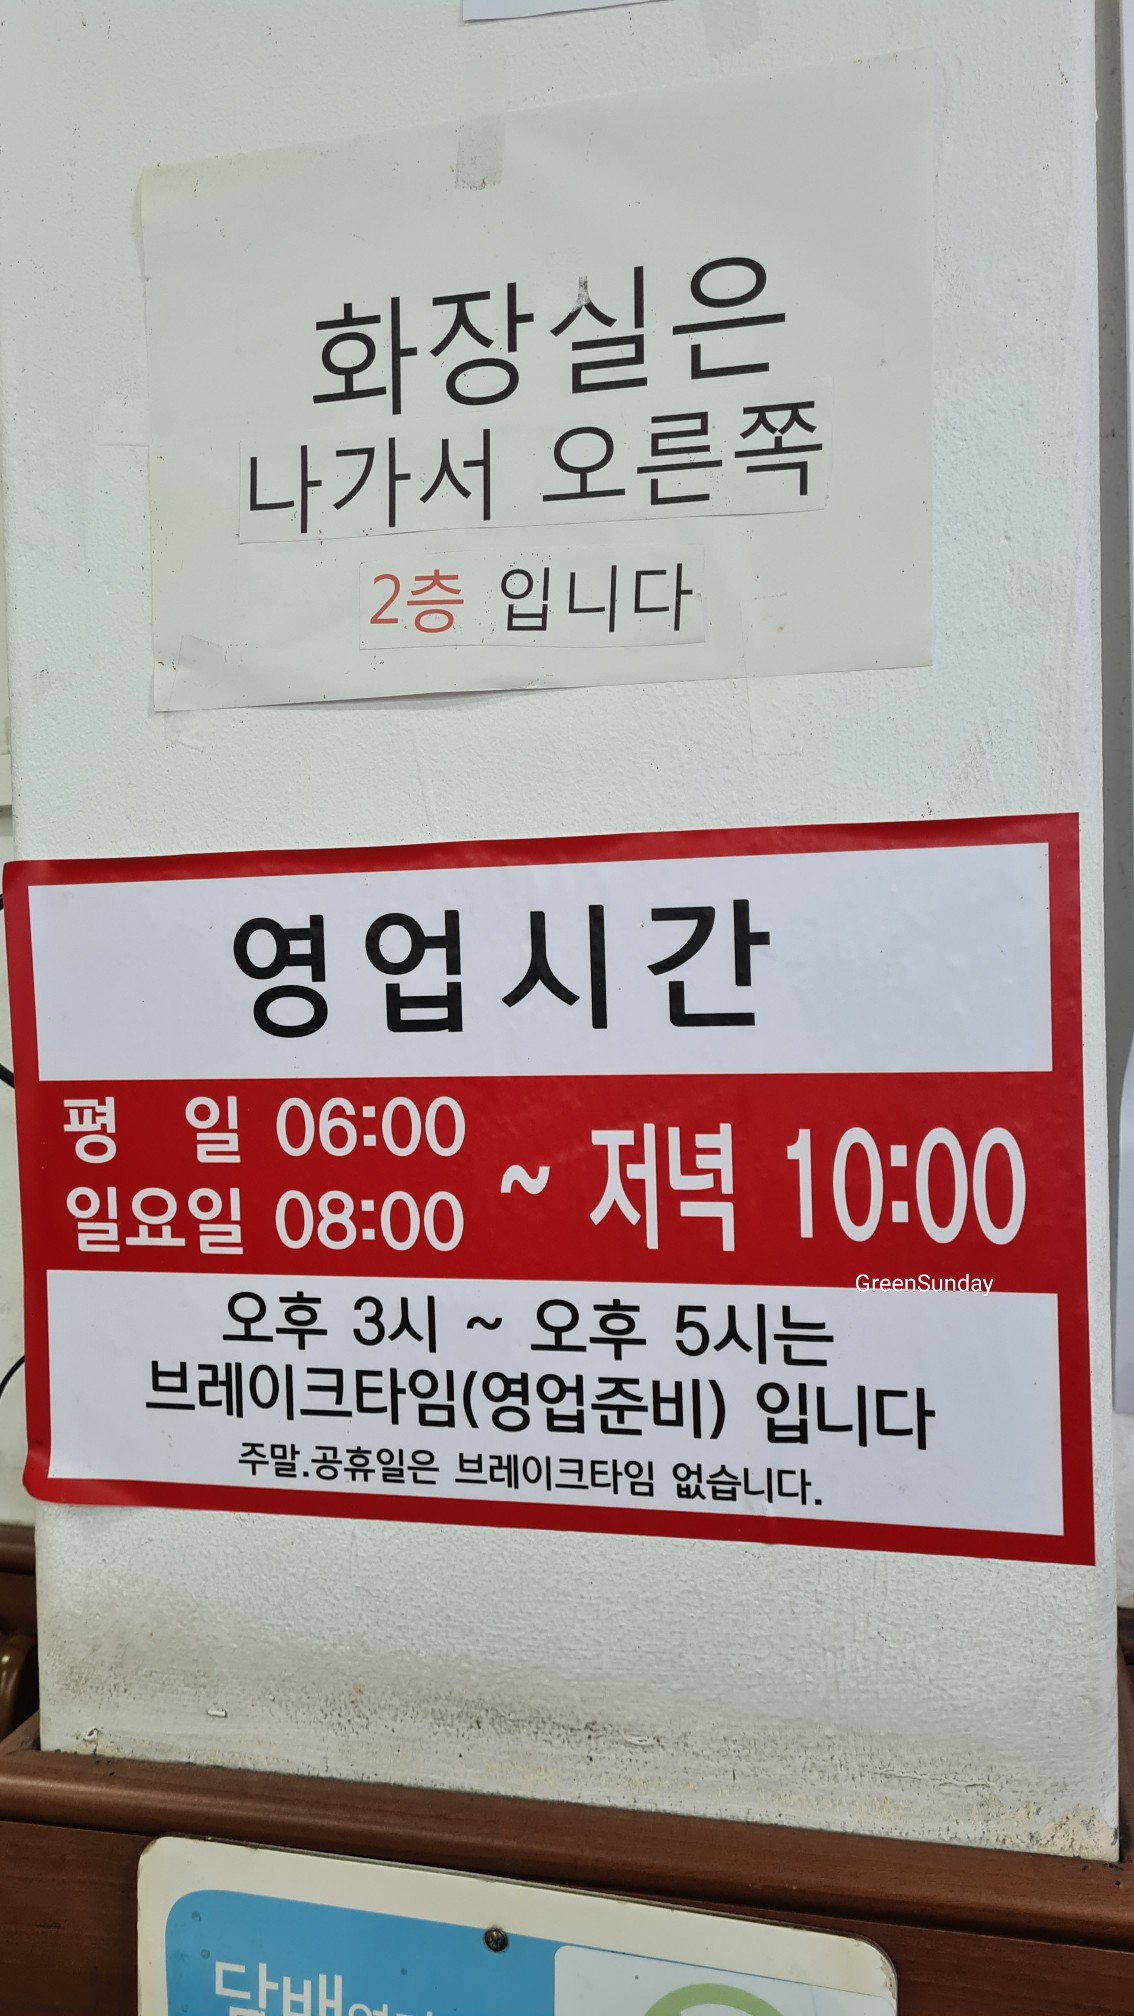 화장실은
나가서 오른쪽
2층 입니다
영업시간
평 일 06:00
일요일 08:00
~ 저녁 10:00
GreenSunday
오후 3시 ~ 오후 5시는
브레이크타임(영업준비) 입니다
주말.공휴일은 브레이크타임 없습니다.